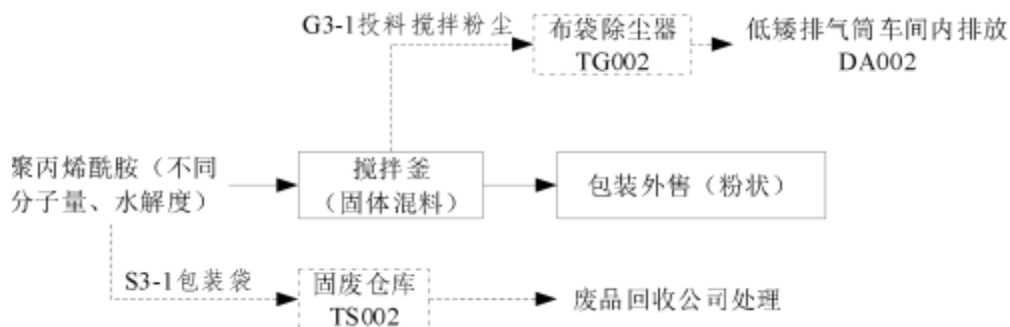 G3-1投料搅拌粉尘
布袋除尘器
TG002
低矮排气筒车间内排放
DA002
聚丙烯酰胺（不同
分子量、水解度）
搅拌釜
（固体混料）
包装外售（粉状）
S3-1包装袋
固废仓库
TS002
废品回收公司处理